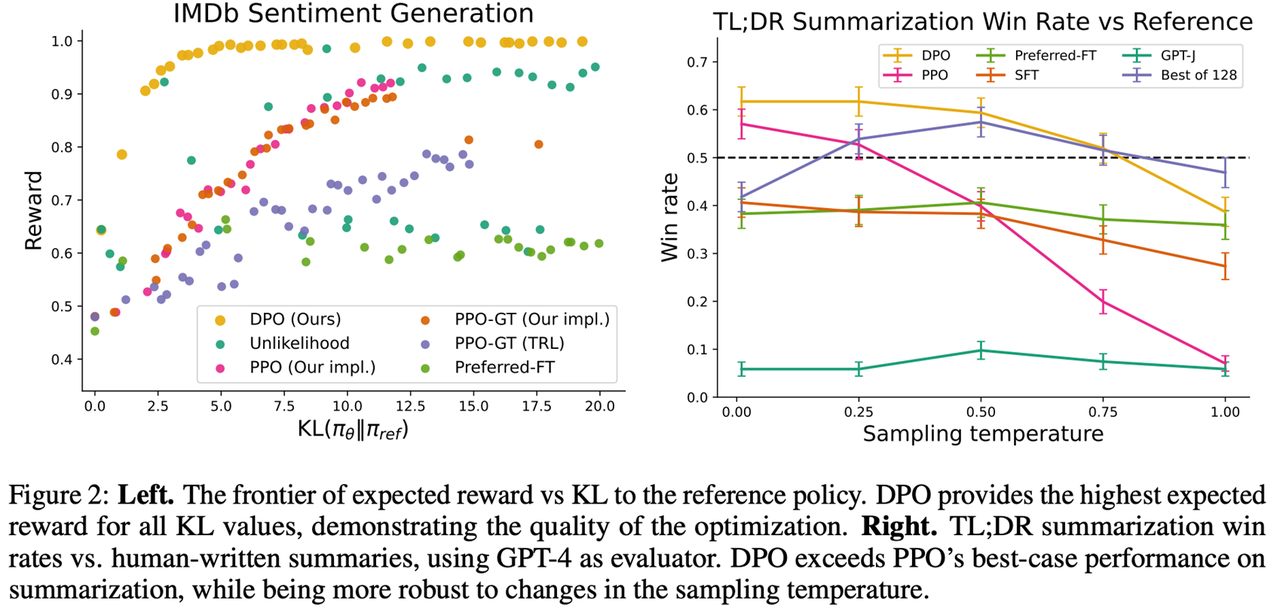 IMDb Sentiment Generation
1.0
0.9
0.8
0.7
0.6
0.5
0.4
Reward
DPO (Ours)
Unlikelihood
PPO (Our impl.)
PPO-GT (Our impl.)
PPO-GT (TRL)
Preferred-FT
0.0 2.5 5.0 7.5 10.0 12.5 15.0 17.5 20.0
KL(πθ‖πref)
TL;DR Summarization Win Rate vs Reference
DPO
PPO
Preferred-FT
SFT
GPT-J
Best of 128
0.7
0.6
0.5
0.4
0.3
0.2
0.1
0.0
Win rate
0.00 0.25 0.50 0.75 1.00
Sampling temperature
Figure 2: Left. The frontier of expected reward vs KL to the reference policy. DPO provides the highest expected
reward for all KL values, demonstrating the quality of the optimization. Right. TL;DR summarization win
rates vs. human-written summaries, using GPT-4 as evaluator. DPO exceeds PPO’s best-case performance on
summarization, while being more robust to changes in the sampling temperature.